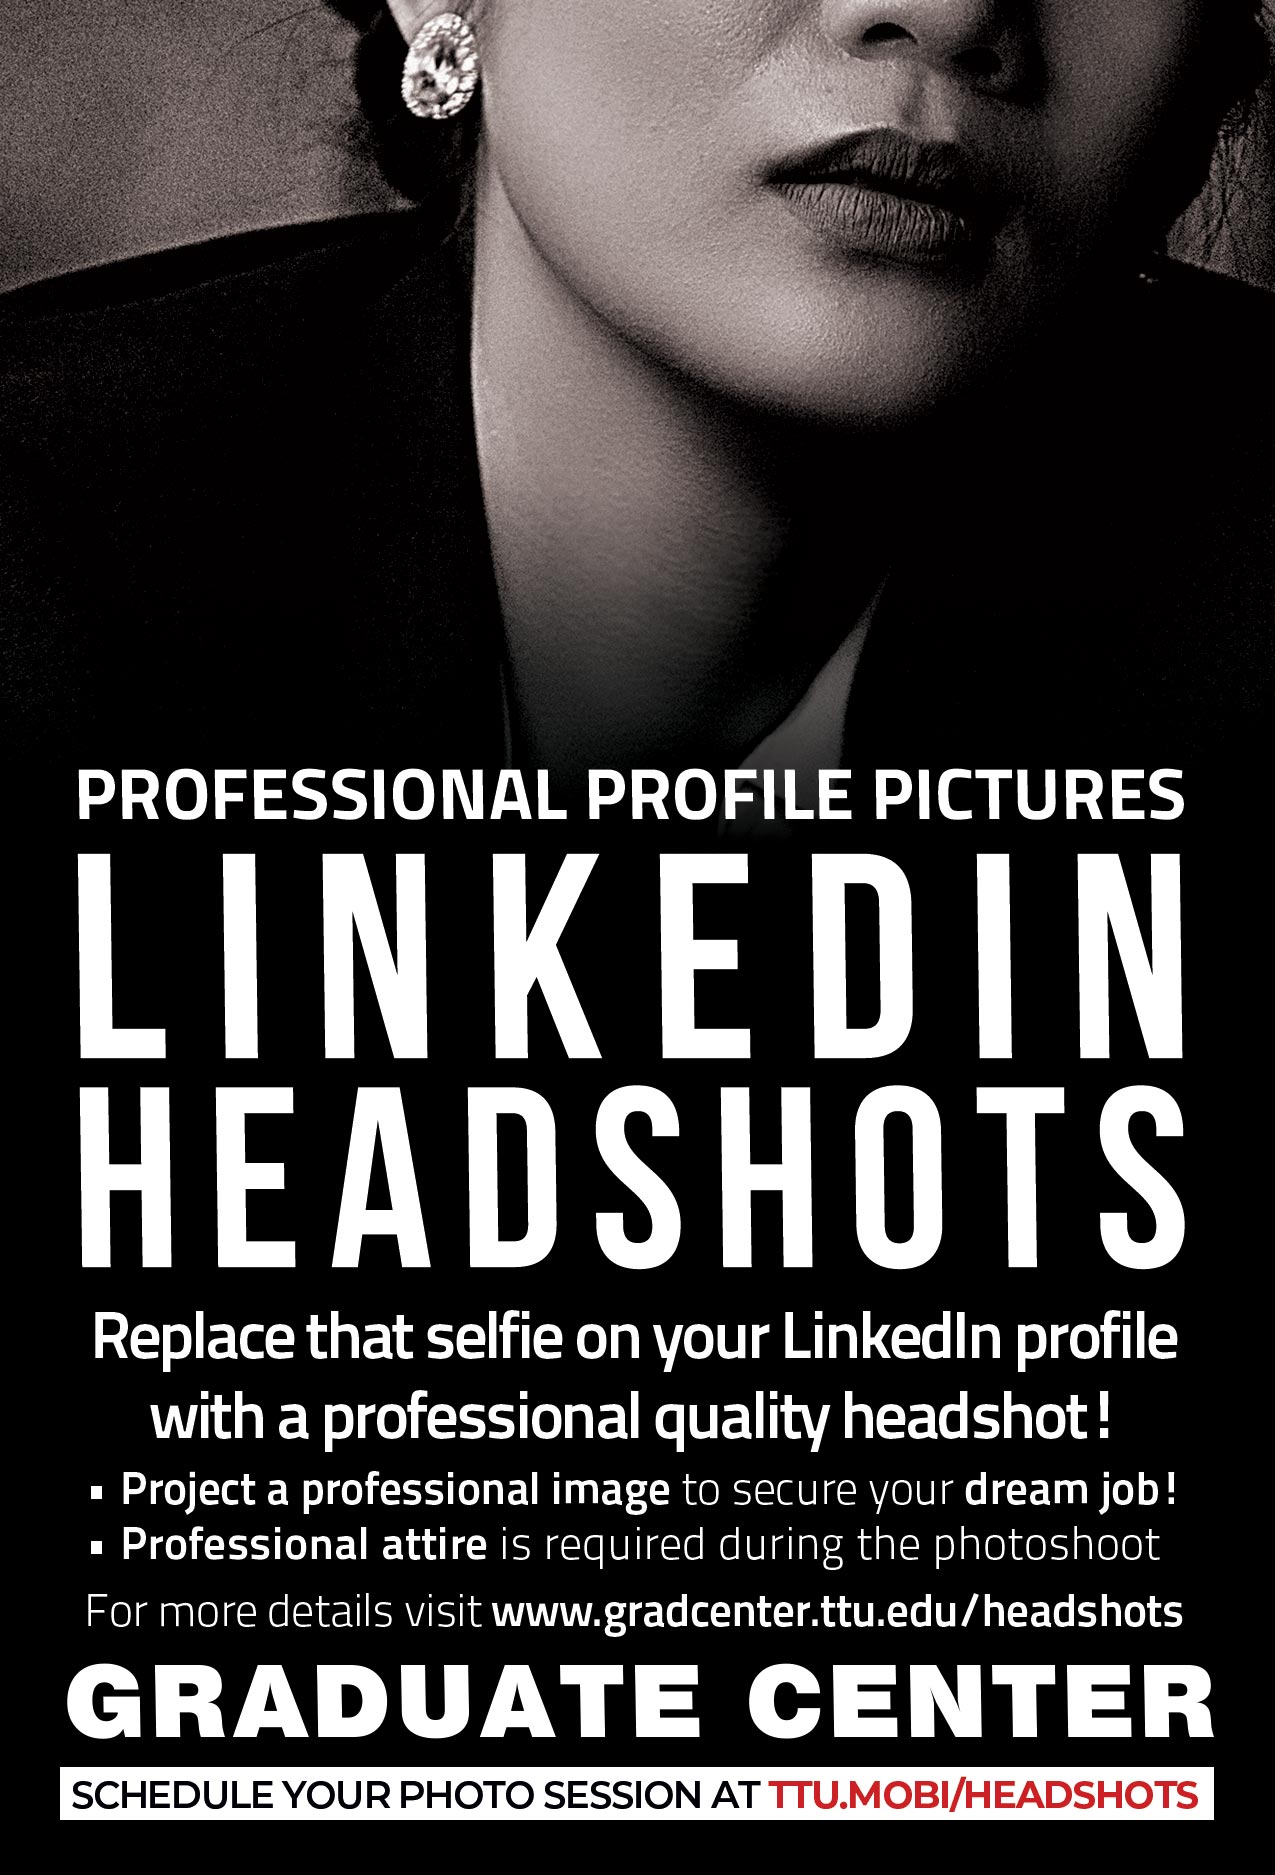 PROFESSIONAL PROFILE PICTURES
LINKEDIN
HEADSHOTS
Replace that selfie on your LinkedIn profile
with a professional quality headshot!
▪ Project a professional image to secure your dream job!
▪ Professional attire is required during the photoshoot
For more details visit www.gradcenter.ttu.edu/headshots
GRADUATE CENTER
SCHEDULE YOUR PHOTO SESSION AT TTU.MOBI/HEADSHOTS